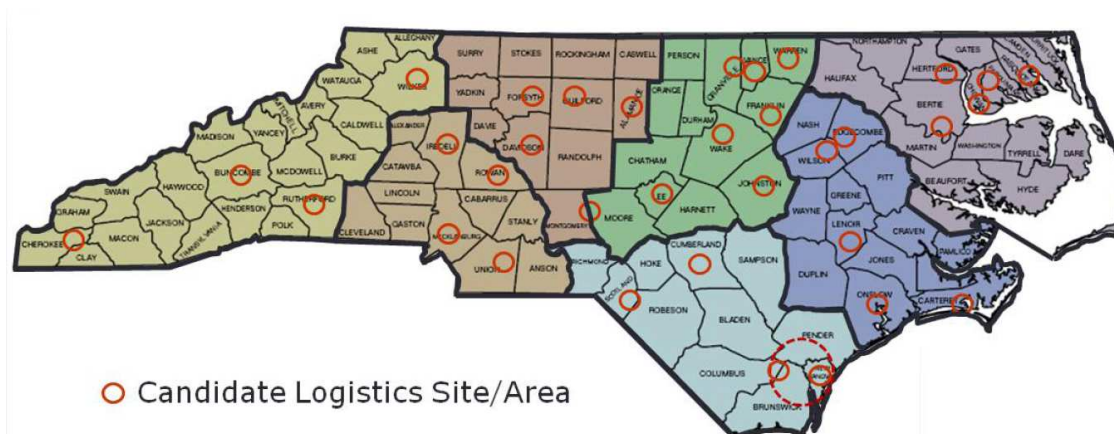 ALLEGHANY
ASHE
SURRY
STOKES
ROCKINGHAM
CASWELL
PERSON
VANCE
WARREN
NORTHAMPTON
GATES
WATAUGA
WILKES
YADKIN
FORSYTH
GUILFORD
ALAMANCE
ORANGE
GRANVILLE
HALIFAX
HERTFORD
AVERY
MITCHELL
CALDWELL
ALEXANDER
IREDELL
DAVIE
DAVIDSON
RANDOLPH
DURHAM
FRANKLIN
NASH
EDGECOMBE
BERTIE
MADISON
YANCEY
BURKE
CATAWBA
ROWAN
CHATHAM
WAKE
WILSON
MARTIN
WASHINGTON
TYRRELL
DARE
SWAIN
HAYWOOD
BUNCOMBE
MCDOWELL
LINCOLN
CABARRUS
LEE
JOHNSTON
GREENE
PITT
BEAUFORT
HYDE
GRAHAM
JACKSON
HENDERSON
RUTHERFORD
POLK
CLEVELAND
GASTON
MECKLENBURG
STANLY
MONTGOMERY
MOORE
HARNETT
WAYNE
LENOIR
CRAVEN
CHEROKEE
MACON
CLAY
TRANSYLVANIA
UNION
ANSON
RICHMOND
HOKE
CUMBERLAND
SAMPSON
DUPLIN
JONES
PAMLICO
SCOTLAND
ROBESON
BLADEN
ONSLOW
CARTERET
PENDER
COLUMBUS
BRUNSWICK
Candidate Logistics Site/Area